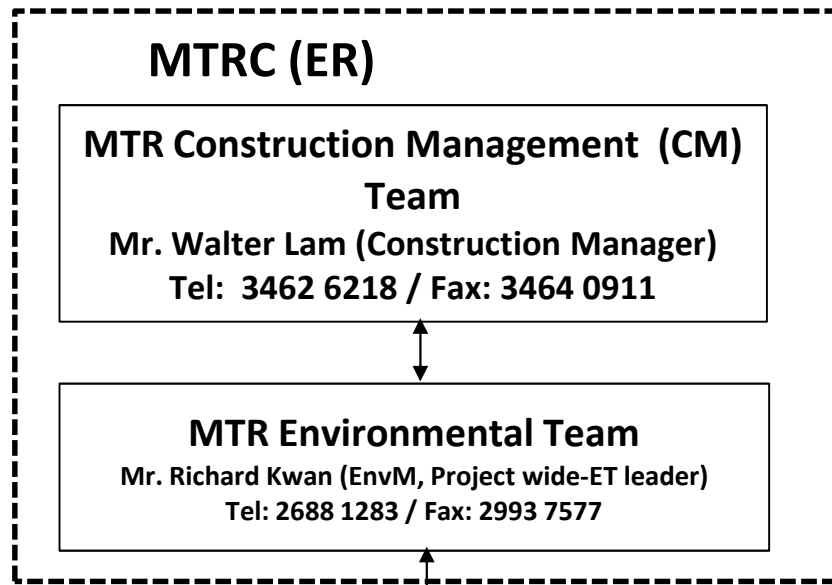 MTRC (ER)
MTR Construction Management  (CM)
Team
Mr. Walter Lam (Construction Manager)
Tel:  3462 6218 / Fax: 3464 0911
MTR Environmental Team
Mr. Richard Kwan (EnvM, Project wide-ET leader)
Tel: 2688 1283 / Fax: 2993 7577